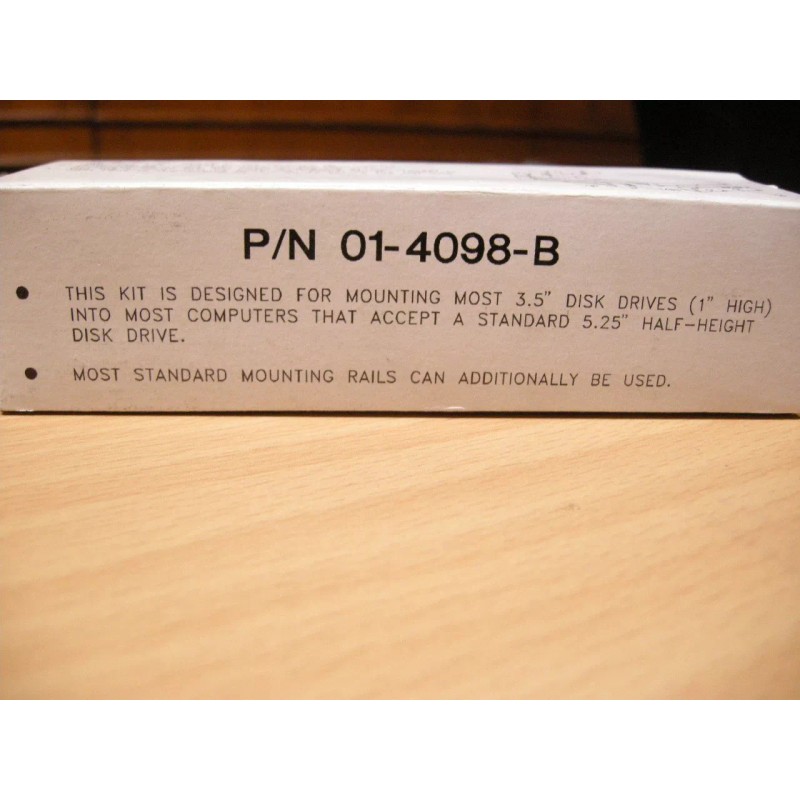 P/N 01-4098-B
• THIS KIT IS DESIGNED FOR MOUNTING MOST 3.5" DISK DRIVES (1" HIGH)
INTO MOST COMPUTERS THAT ACCEPT A STANDARD 5.25" HALF-HEIGHT
DISK DRIVE.
• MOST STANDARD MOUNTING RAILS CAN ADDITIONALLY BE USED.